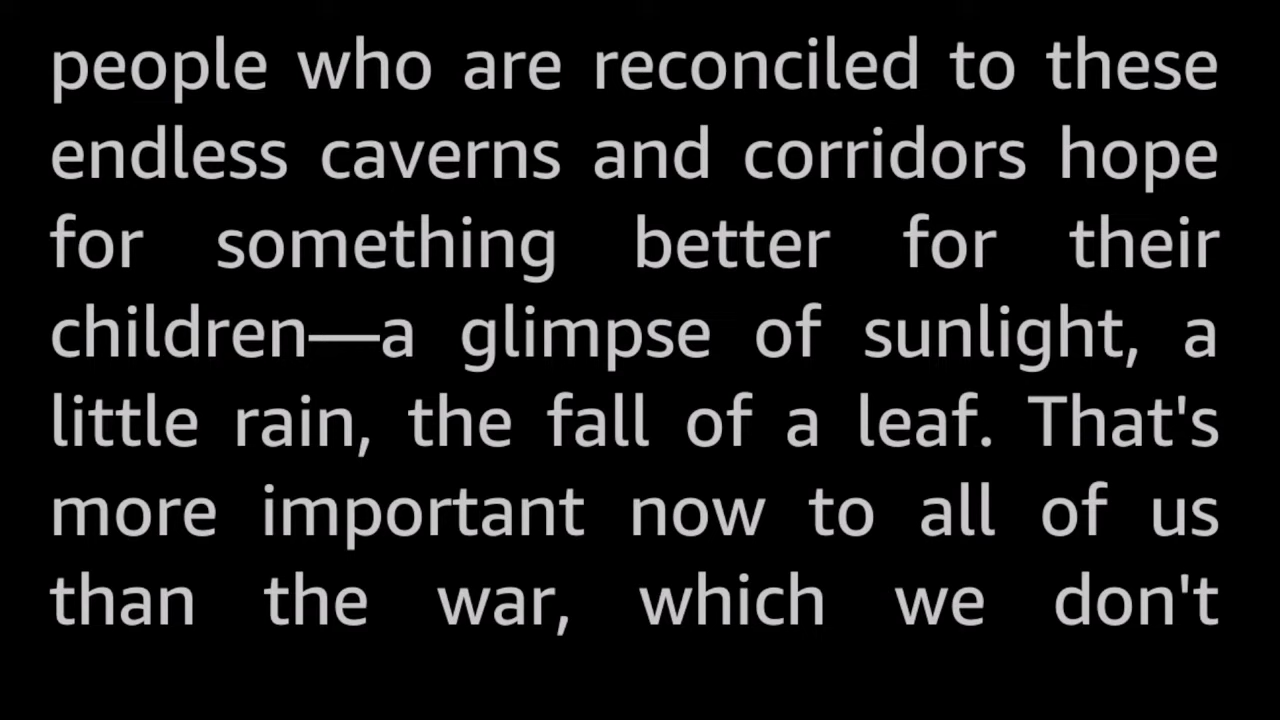 people who are reconciled to these
endless caverns and corridors hope
for something better for their
children—a glimpse of sunlight, a
little rain, the fall of a leaf. That's
more important now to all of us
than the war, which we don't